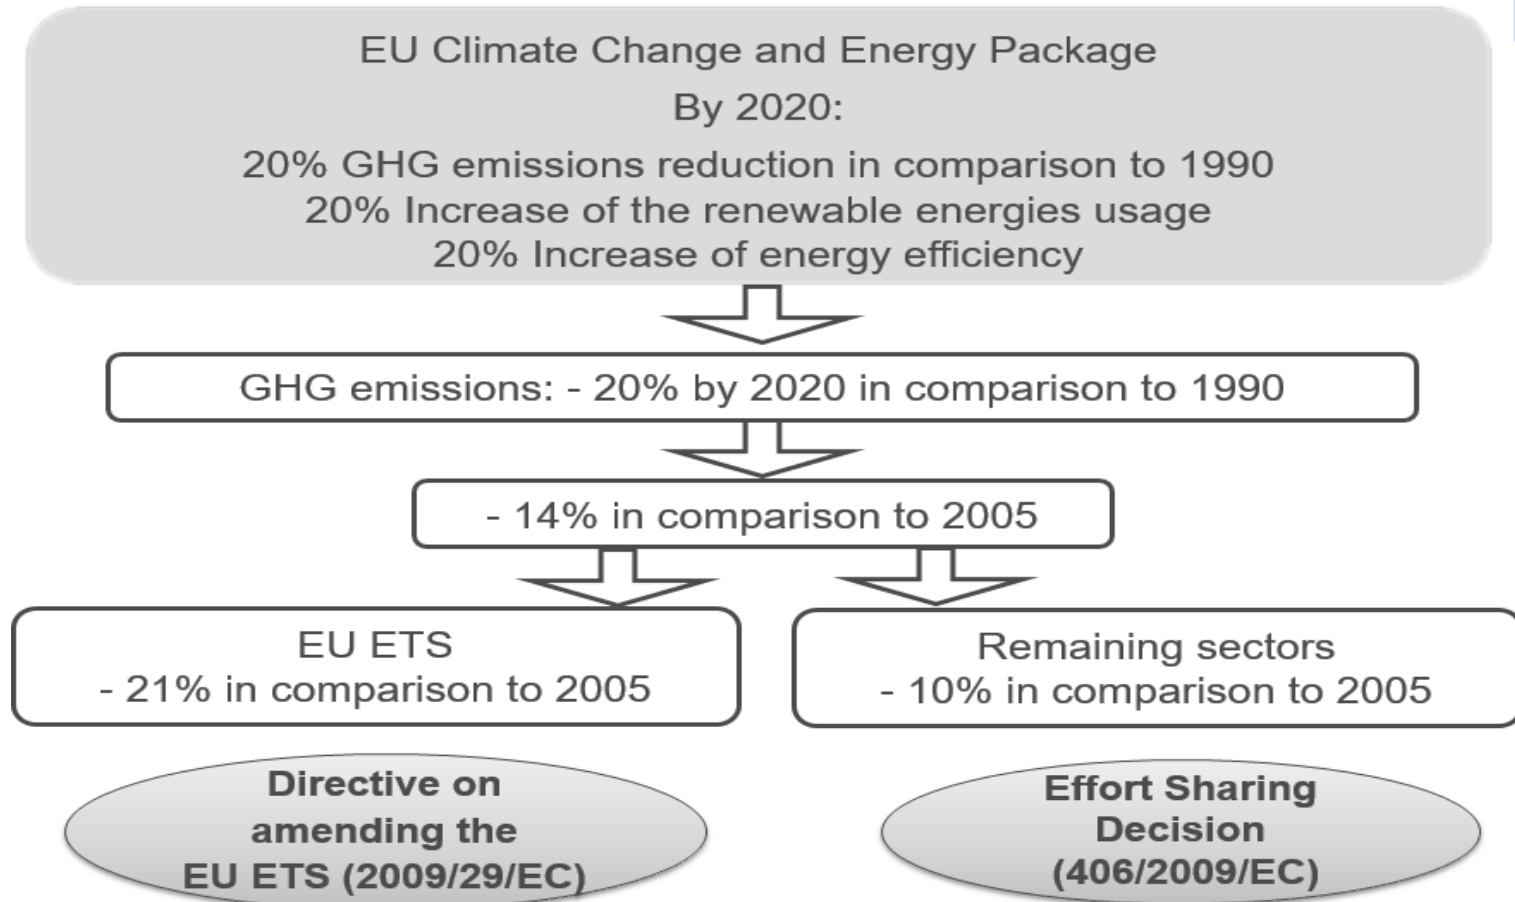 EU Climate Change and Energy Package
By 2020:
20% GHG emissions reduction in comparison to 1990
20% Increase of the renewable energies usage
20% Increase of energy efficiency
GHG emissions: - 20% by 2020 in comparison to 1990
- 14% in comparison to 2005
EU ETS
- 21% in comparison to 2005
Remaining sectors
- 10% in comparison to 2005
Directive on
amending the
EU ETS (2009/29/EC)
Effort Sharing
Decision
(406/2009/EC)